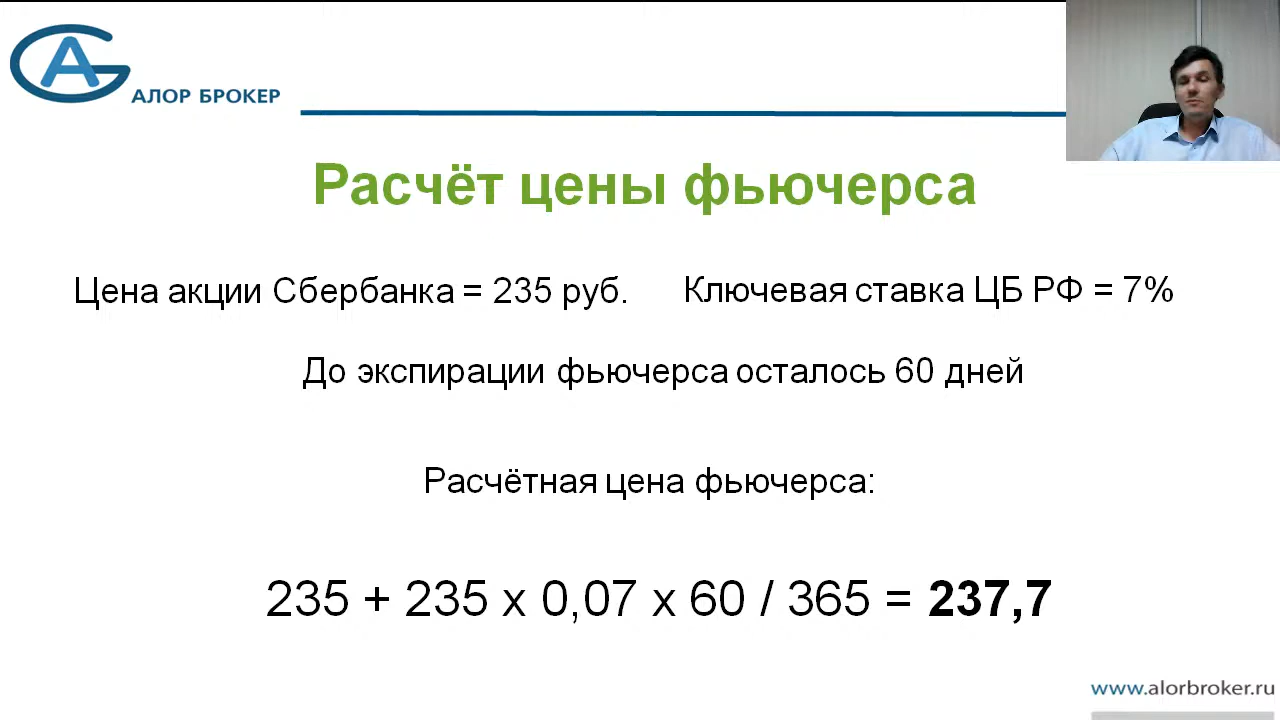 АЛОР БРОКЕР
Расчёт цены фьючерса
Цена акции Сбербанка = 235 руб.
Ключевая ставка ЦБ РФ = 7%
До экспирации фьючерса осталось 60 дней
Расчётная цена фьючерса:
235 + 235 х 0,07 х 60 / 365 = 237,7
www.alorbroker.ru